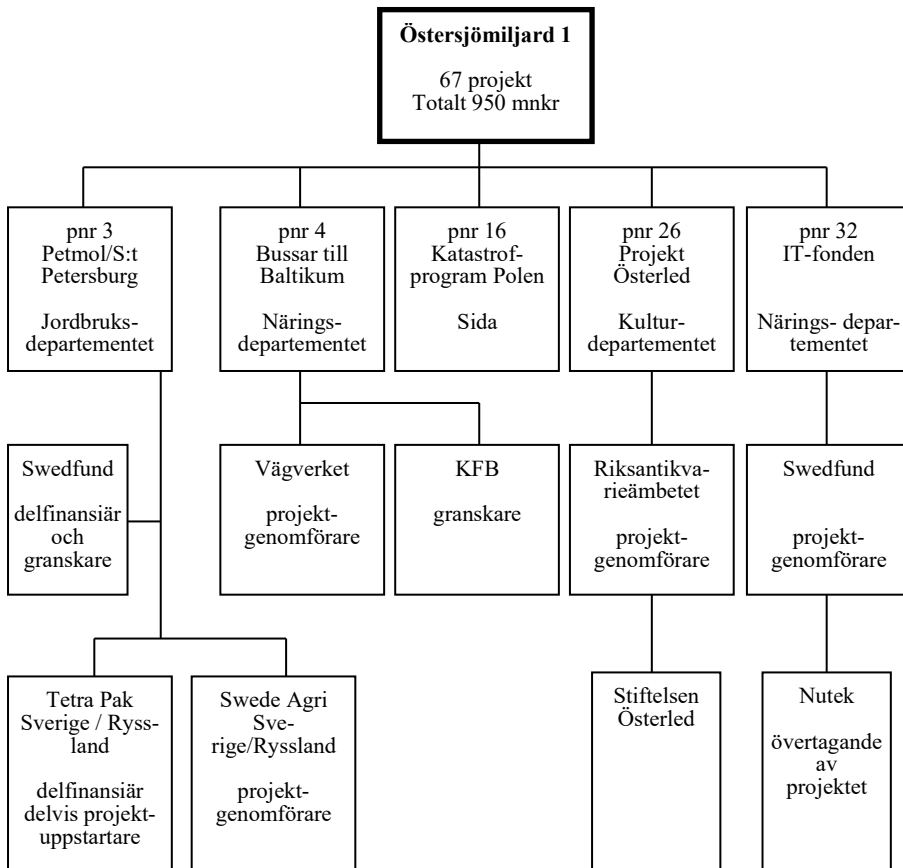 Östersjömiljard 1
67 projekt
Totalt 950 mnkr
pnr 3
Petmol/S:t
Petersburg
Jordbruks-
departementet
pnr 4
Bussar till
Baltikum
Närings-
departementet
pnr 16
Katastrof-
program Polen
Sida
pnr 26
Projekt
Österled
Kultur-
departementet
pnr 32
IT-fonden
Närings- depar-
tementet
Swedfund
delfinansiär
och
granskare
Vägverket
projekt-
genomförare
KFB
granskare
Riksantikva-
rieämbetet
projekt-
genomförare
Swedfund
projekt-
genomförare
Tetra Pak
Sverige / Ryss-
land
delfinansiär
delvis projekt-
uppstartare
Swede Agri
Sve-
rige/Ryssland
projekt-
genomförare
Stiftelsen
Österled
Nutek
övertagande
av
projektet